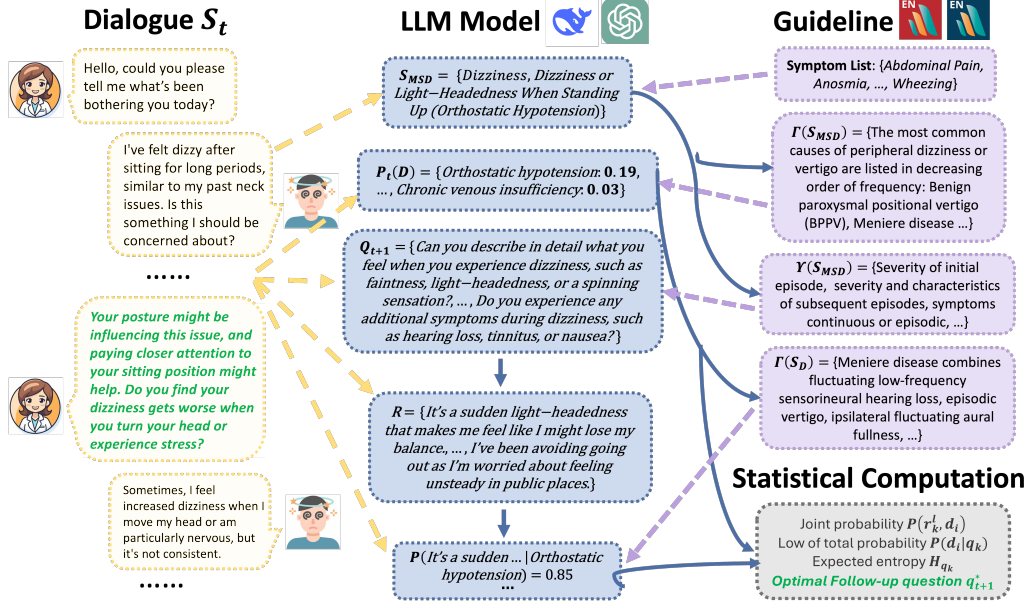 Dialogue S_t
Hello, could you please
tell me what's been
bothering you today?
I've felt dizzy after
sitting for long periods,
similar to my past neck
issues. Is this
something I should be
concerned about?
……
Your posture might be
influencing this issue, and
paying closer attention to
your sitting position might
help. Do you find your
dizziness gets worse when
you turn your head or
experience stress?
Sometimes, I feel
increased dizziness when I
move my head or am
particularly nervous, but
it's not consistent.
……
LLM Model
S_MSD = {Dizziness, Dizziness or
Light−Headedness When Standing
Up (Orthostatic Hypotension)}
P_t(D) = {Orthostatic hypotension: 0.19,
… , Chronic venous insufficiency: 0.03}
Q_{t+1} = {Can you describe in detail what you
feel when you experience dizziness, such as
faintness, light−headedness, or a spinning
sensation?, … , Do you experience any
additional symptoms during dizziness, such
as hearing loss, tinnitus, or nausea? }
R = {It's a sudden light−headedness
that makes me feel like I might lose my
balance., … , I've been avoiding going
out as I'm worried about feeling
unsteady in public places.}
P(It's a sudden … | Orthostatic
hypotension) = 0.85
…
Guideline
EN
EN
Symptom List: {Abdominal Pain,
Anosmia, …, Wheezing}
Γ(S_MSD) = {The most common
causes of peripheral dizziness or
vertigo are listed in decreasing
order of frequency: Benign
paroxysmal positional vertigo
(BPPV), Meniere disease …}
Υ(S_MSD) = {Severity of initial
episode, severity and characteristics
of subsequent episodes, symptoms
continuous or episodic, …}
Γ(S_D) = {Meniere disease combines
fluctuating low-frequency
sensorineural hearing loss, episodic
vertigo, ipsilateral fluctuating aural
fullness, …}
Statistical Computation
Joint probability P(r_k^l, d_i)
Low of total probability P(d_i|q_k)
Expected entropy H_{q_k}
Optimal Follow-up question q*_{t+1}